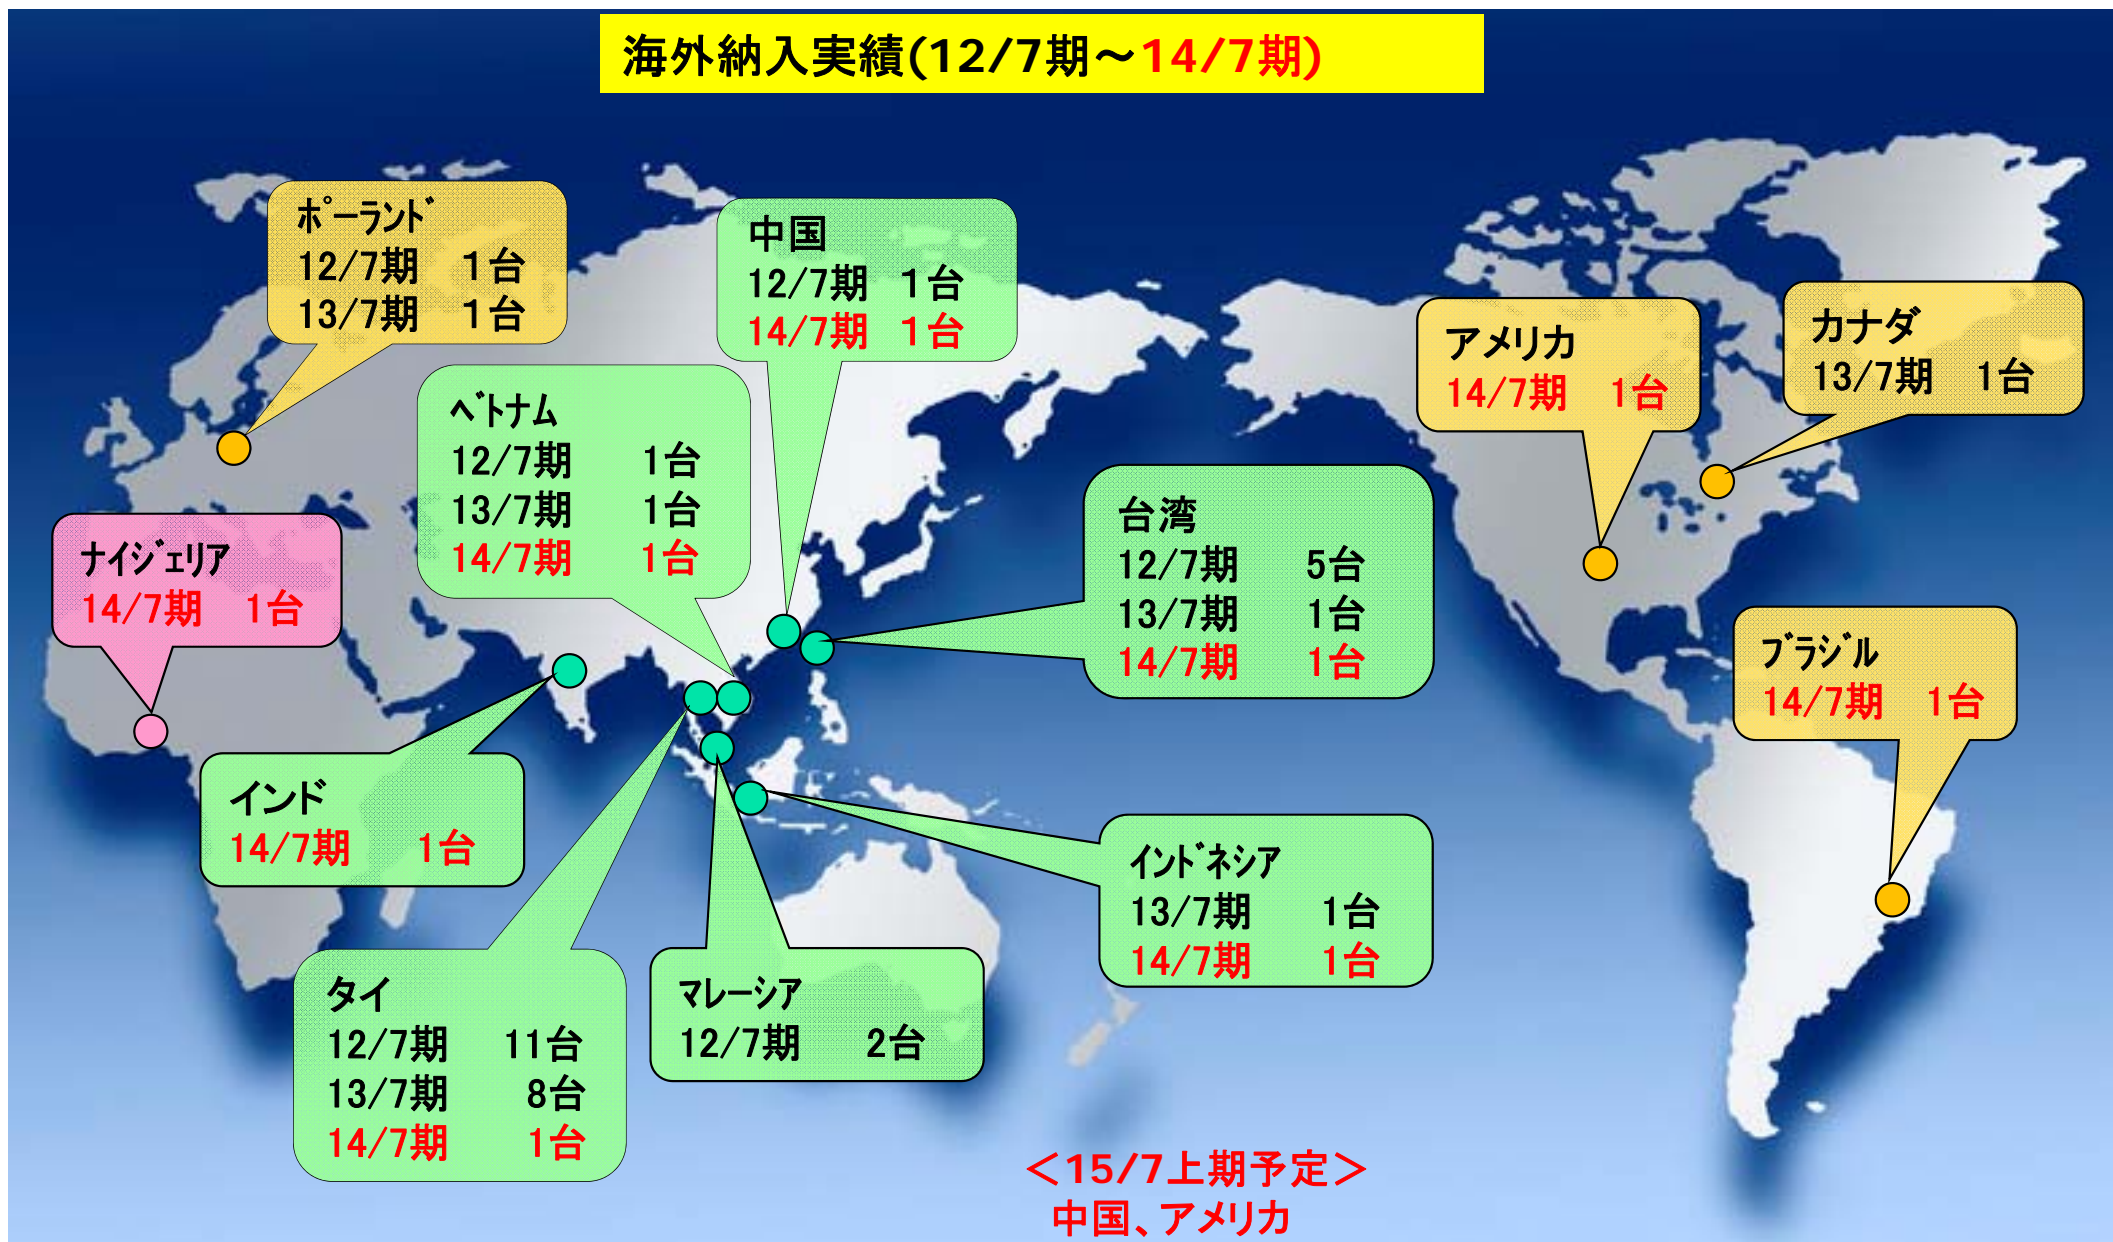 海外納入実績(12/7期～14/7期)
ﾎﾟｰﾗﾝﾄﾞ
12/7期 1台
13/7期 1台
中国
12/7期 1台
14/7期 1台
アメリカ
14/7期 1台
カナダ
13/7期 1台
ﾍﾞﾄﾅﾑ
12/7期 1台
13/7期 1台
14/7期 1台
台湾
12/7期 5台
13/7期 1台
14/7期 1台
ﾅｲｼﾞｪﾘｱ
14/7期 1台
ﾌﾞﾗｼﾞﾙ
14/7期 1台
インド
14/7期 1台
ｲﾝﾄﾞﾈｼｱ
13/7期 1台
14/7期 1台
タイ
12/7期 11台
13/7期 8台
14/7期 1台
ﾏﾚｰｼｱ
12/7期 2台
＜15/7上期予定＞
中国、アメリカ